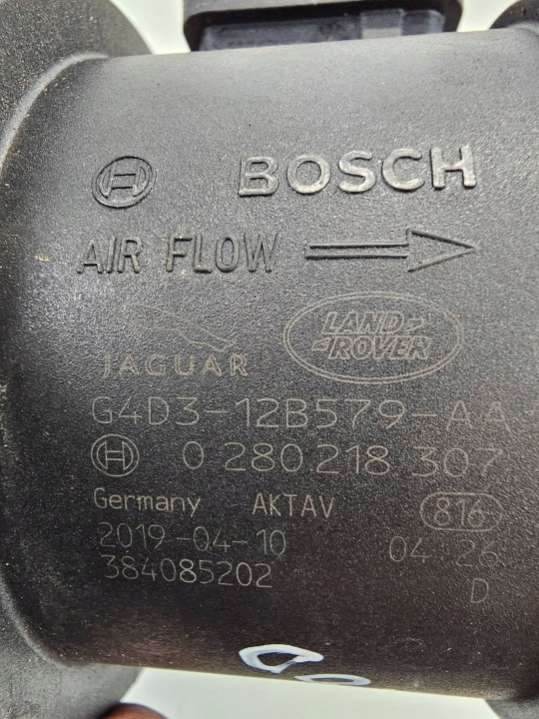 BOSCH
AIR FLOW
JAGUAR
LAND ROVER
G4D3-12B579-AA
0 280 218 307
Germany AKTAV 816
2019-04-10 04 26
384085202 D